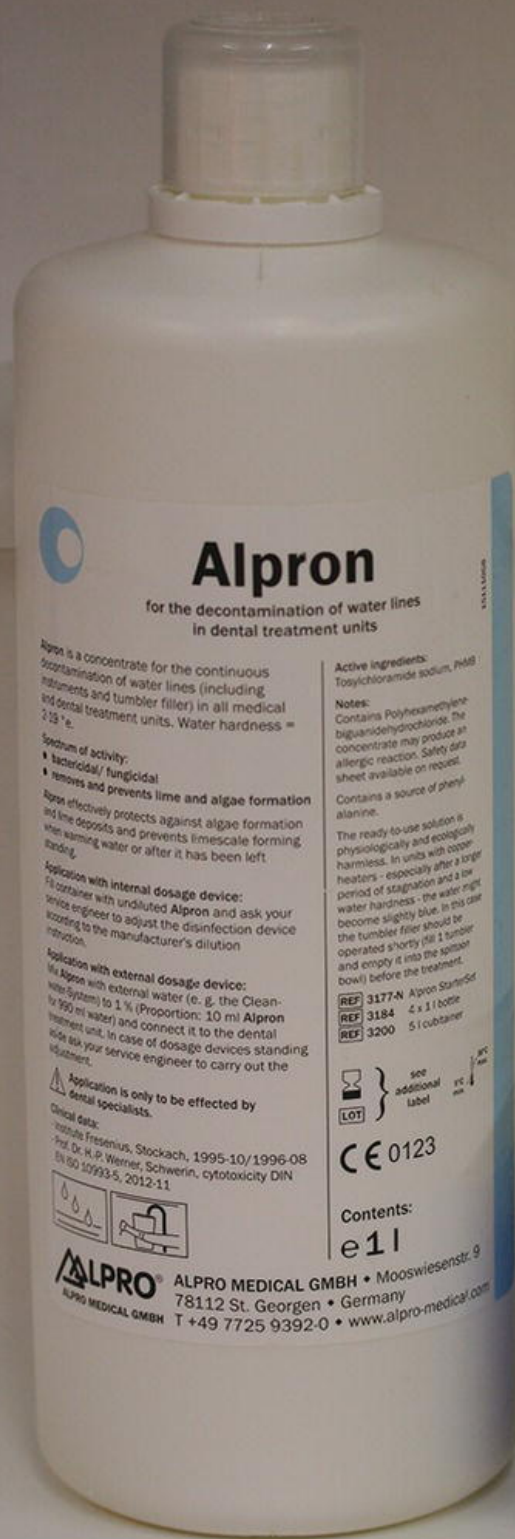 Alpron
for the decontamination of water lines
in dental treatment units
Alpron is a concentrate for the continuous
decontamination of water lines (including
instruments and tumbler filler) in all medical
and dental treatment units. Water hardness =
2-19 °e.
Spectrum of activity:
• bactericidal/ fungicidal
• removes and prevents lime and algae formation
Alpron effectively protects against algae formation
and lime deposits and prevents limescale forming
when warming water or after it has been left
standing.
Application with internal dosage device:
Fill container with undiluted Alpron and ask your
service engineer to adjust the disinfection device
according to the manufacturer's dilution
instruction.
Application with external dosage device:
Mix Alpron with external water (e. g. the Clean-
water-System) to 1 % (Proportion: 10 ml Alpron
for 990 ml water) and connect it to the dental
treatment unit. In case of dosage devices standing
aside ask your service engineer to carry out the
adjustment.
Application is only to be effected by
dental specialists.
Clinical data:
- Institute Fresenius, Stockach, 1995-10/1996-08
- Prof. Dr. H.-P. Werner, Schwerin, cytotoxicity DIN
EN ISO 10993-5, 2012-11
Active ingredients:
Tosylchloramide sodium, PHMB
Notes:
Contains Polyhexamethylene-
biguanidehydrochloride. The
concentrate may produce an
allergic reaction. Safety data
sheet available on request.
Contains a source of phenyl-
alanine.
The ready-to-use solution is
physiologically and ecologically
harmless. In units with copper
heaters - especially after a longer
period of stagnation and a low
water hardness - the water might
become slightly blue. In this case
the tumbler filler should be
operated shortly (fill 1 tumbler
and empty it into the spittoon
bowl) before the treatment.
REF 3177-N Alpron StarterSet
REF 3184 4 x 1 l bottle
REF 3200 5 l cubitainer
LOT
see
additional
label
CE 0123
Contents:
e 1 l
ALPRO®
ALPRO MEDICAL GMBH
ALPRO MEDICAL GMBH • Mooswiesenstr. 9
78112 St. Georgen • Germany
T +49 7725 9392-0 • www.alpro-medical.com